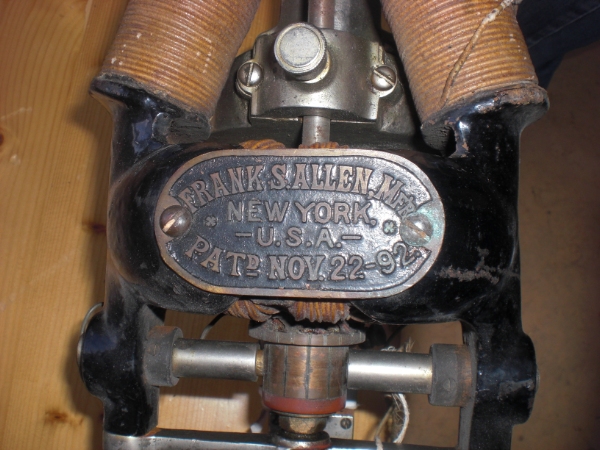 FRANK S. ALLEN. MFR
NEW YORK.
-U.S.A.-
PATD. NOV. 22-92.